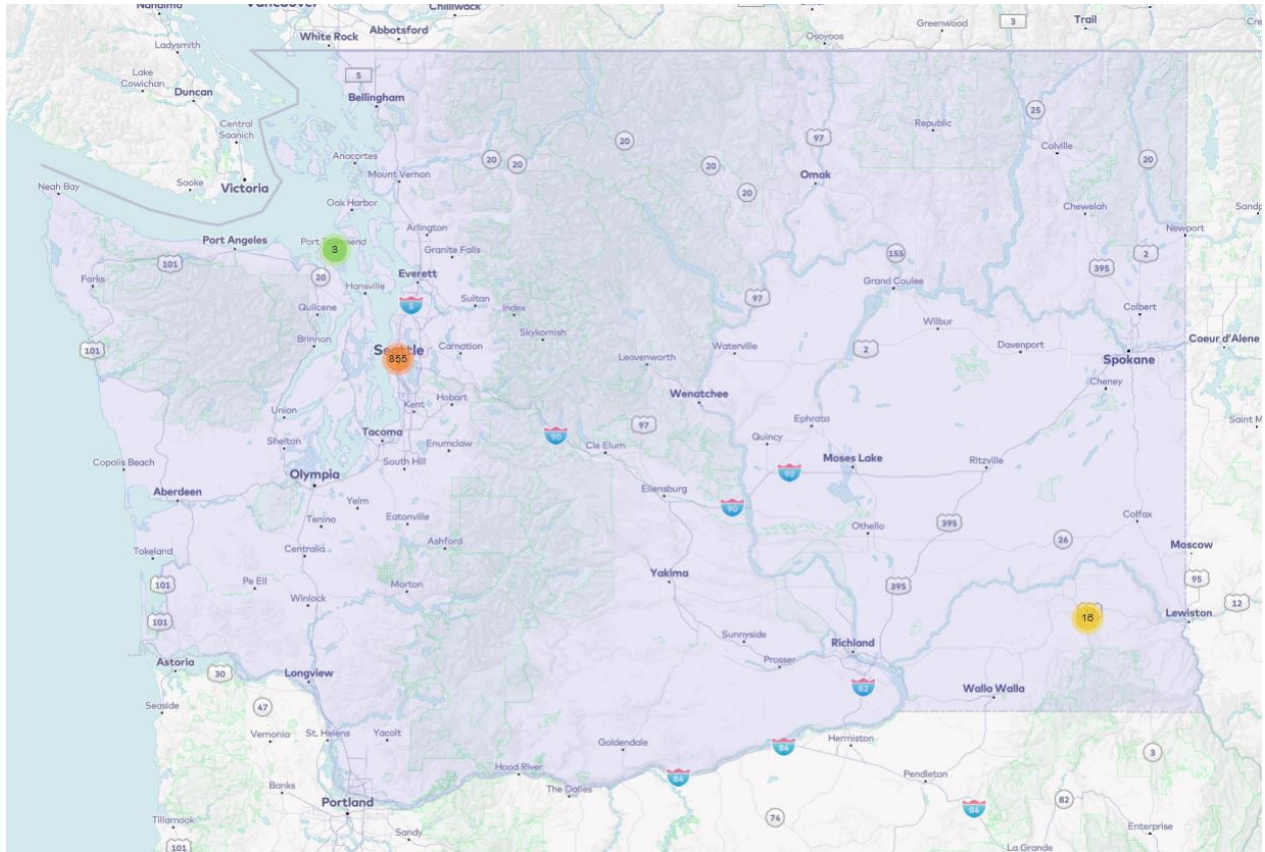 Nanaimo
Vancouver
Chilliwack
Abbotsford
White Rock
Ladysmith
Osoyoos
Greenwood
3
Trail
Lake
Cowichan
Duncan
5
Bellingham
Central
Saanich
97
25
Republic
Colville
20
20
20
20
20
Anacortes
Mount Vernon
Omak
Sooke
Victoria
Neah Bay
Oak Harbor
Chewelah
Arlington
Newport
Port Angeles
3
Granite Falls
155
2
101
Everett
395
Forks
20
Hansville
Grand Coulee
97
5
Sultan
Quilcene
Index
Colbert
Wilbur
Skykomish
Brinnon
Carnation
Waterville
Davenport
Coeur d'Alene
101
Seattle
855
Leavenworth
2
Spokane
Cheney
Wenatchee
Kent
Hobart
Union
Ephrata
97
Tacoma
90
Quincy
Shelton
Enumclaw
Cle Elum
Copalis Beach
South Hill
Moses Lake
Ritzville
90
Olympia
Aberdeen
Ellensburg
Yelm
90
Tenino
Eatonville
Colfax
Othello
395
Tokeland
Centralia
Ashford
26
Moscow
Yakima
101
Pe Ell
Morton
395
95
Winlock
12
101
16
Lewiston
Sunnyside
Richland
Astoria
Prosser
30
Longview
82
Walla Walla
Seaside
47
Vernonia
St. Helens
Yacolt
Goldendale
84
Hermiston
3
Hood River
84
Pendleton
Banks
The Dalles
Portland
82
84
Tillamook
74
Sandy
Enterprise
101
La Grande